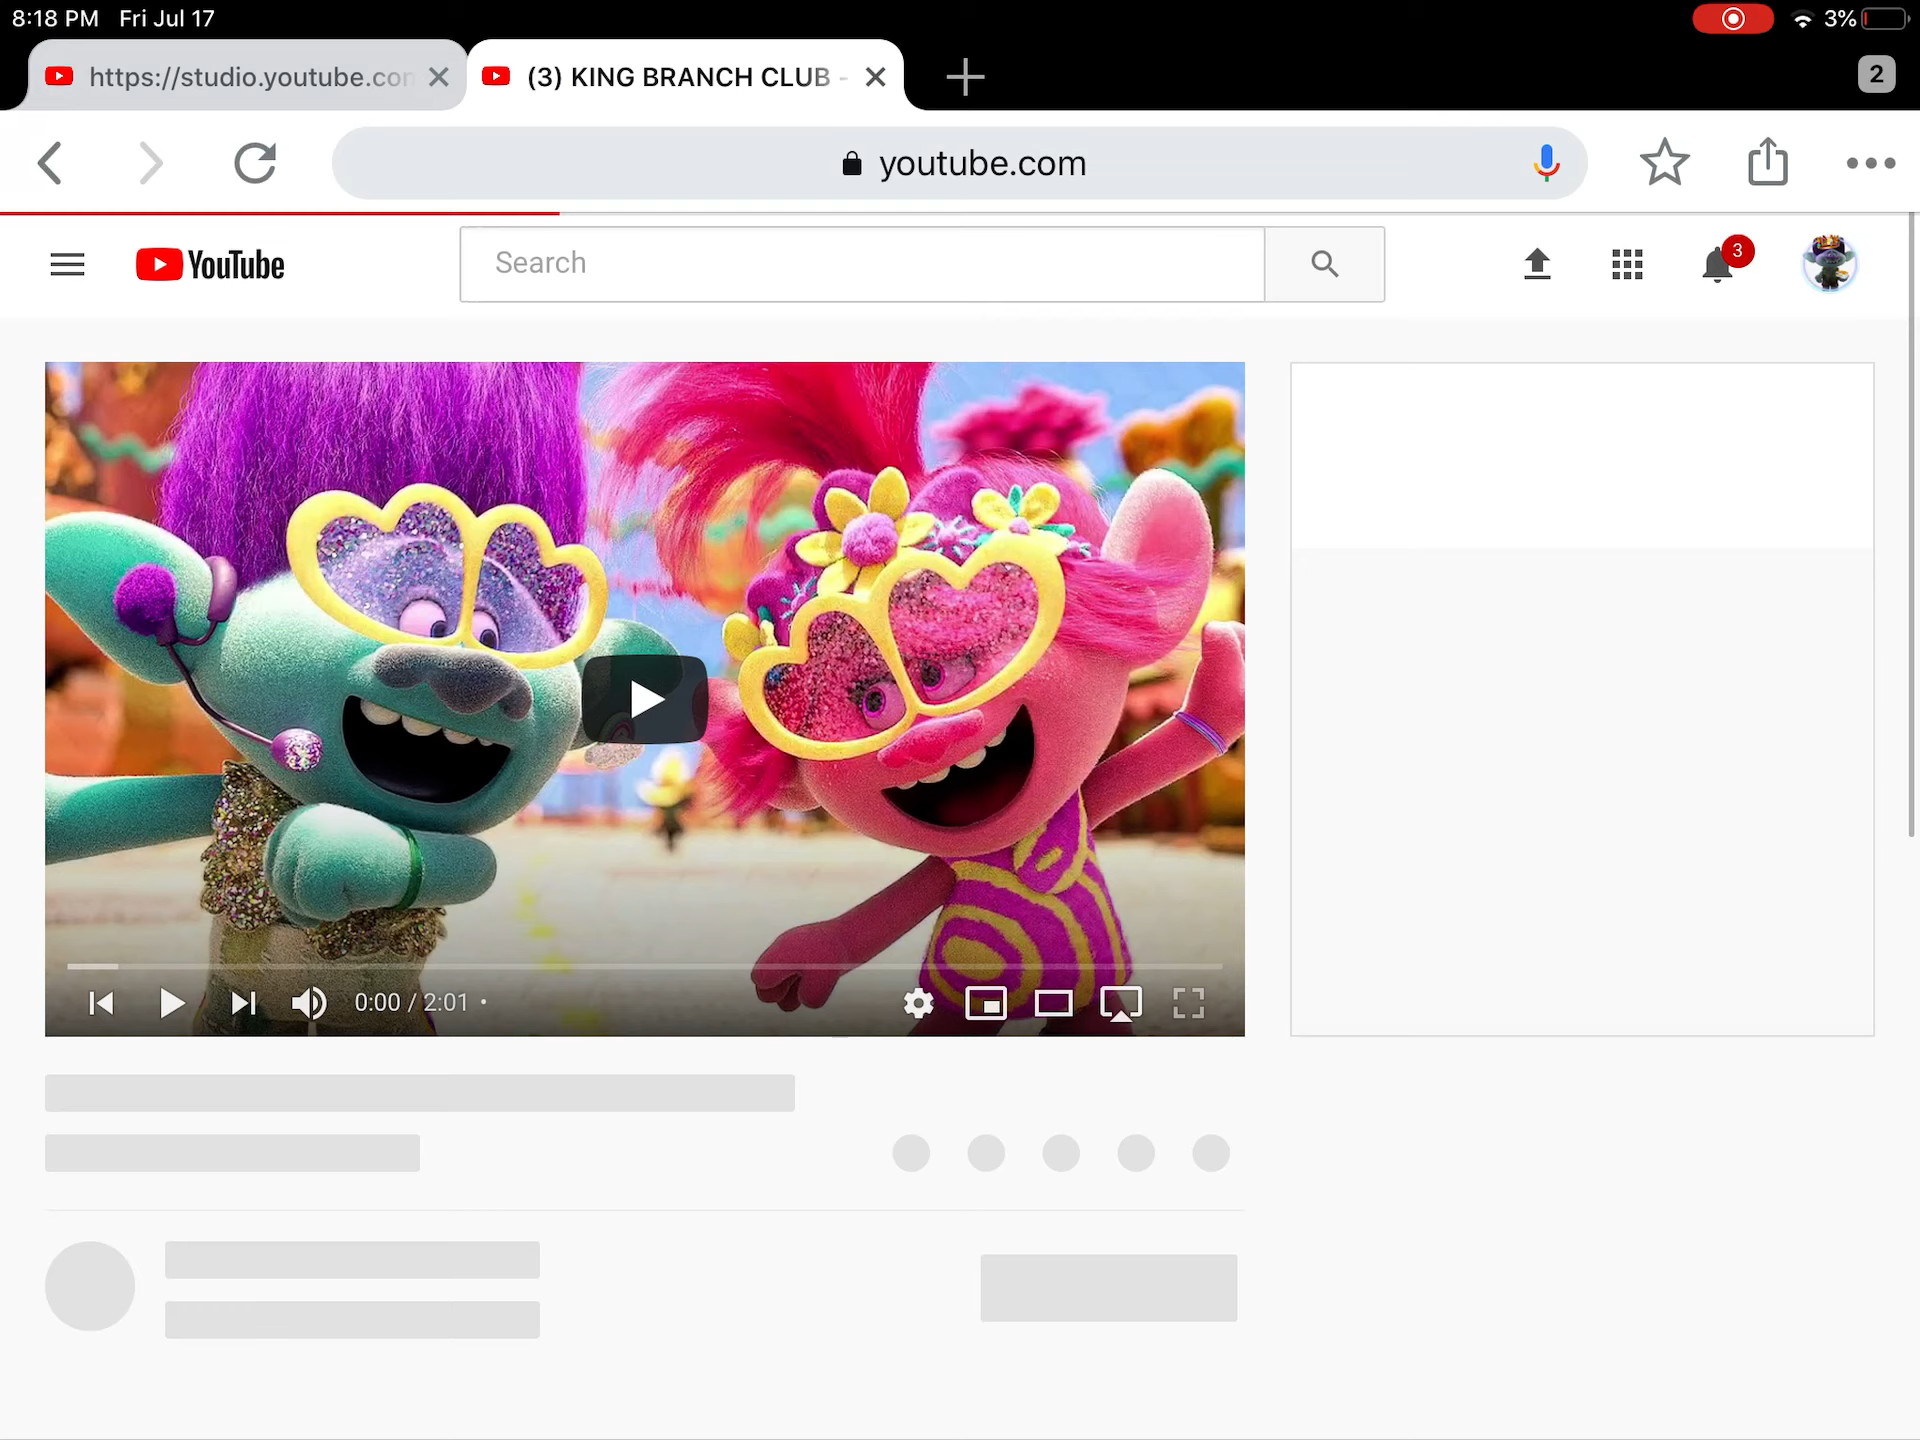 8:18 PM Fri Jul 17
3%
https://studio.youtube.con
(3) KING BRANCH CLUB -
2
youtube.com
YouTube
Search
3
0:00 / 2:01 •